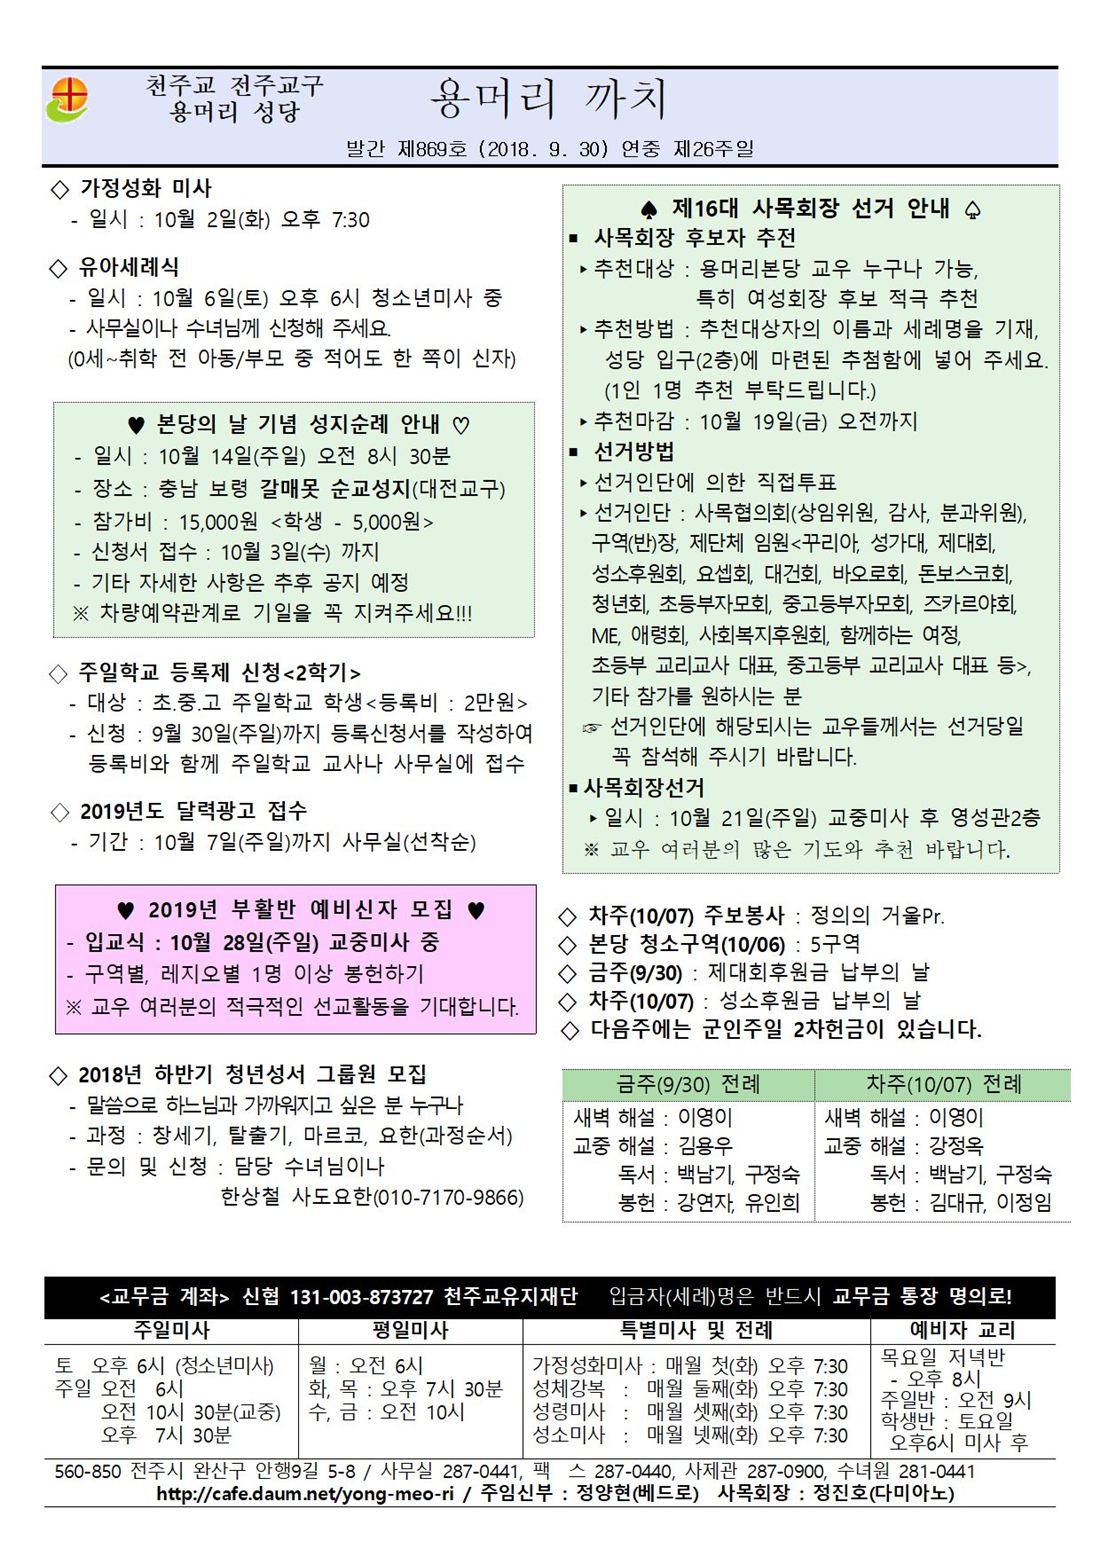 천주교 전주교구
용머리 성당
용머리 까치
발간 제869호 (2018. 9. 30) 연중 제26주일
◇ 가정성화 미사
- 일시 : 10월 2일(화) 오후 7:30
◇ 유아세례식
- 일시 : 10월 6일(토) 오후 6시 청소년미사 중
- 사무실이나 수녀님께 신청해 주세요.
(0세~취학 전 아동/부모 중 적어도 한 쪽이 신자)
♥ 본당의 날 기념 성지순례 안내 ♡
- 일시 : 10월 14일(주일) 오전 8시 30분
- 장소 : 충남 보령 갈매못 순교성지(대전교구)
- 참가비 : 15,000원 <학생 - 5,000원>
- 신청서 접수 : 10월 3일(수) 까지
- 기타 자세한 사항은 추후 공지 예정
※ 차량예약관계로 기일을 꼭 지켜주세요!!!
◇ 주일학교 등록제 신청<2학기>
- 대상 : 초.중.고 주일학교 학생<등록비 : 2만원>
- 신청 : 9월 30일(주일)까지 등록신청서를 작성하여
등록비와 함께 주일학교 교사나 사무실에 접수
◇ 2019년도 달력광고 접수
- 기간 : 10월 7일(주일)까지 사무실(선착순)
♥ 2019년 부활반 예비신자 모집 ♥
- 입교식 : 10월 28일(주일) 교중미사 중
- 구역별, 레지오별 1명 이상 봉헌하기
※ 교우 여러분의 적극적인 선교활동을 기대합니다.
◇ 2018년 하반기 청년성서 그룹원 모집
- 말씀으로 하느님과 가까워지고 싶은 분 누구나
- 과정 : 창세기, 탈출기, 마르코, 요한(과정순서)
- 문의 및 신청 : 담당 수녀님이나
한상철 사도요한(010-7170-9866)
♠ 제16대 사목회장 선거 안내 ♤
■ 사목회장 후보자 추전
▸추천대상 : 용머리본당 교우 누구나 가능,
특히 여성회장 후보 적극 추천
▸추천방법 : 추천대상자의 이름과 세례명을 기재,
성당 입구(2층)에 마련된 추첨함에 넣어 주세요.
(1인 1명 추천 부탁드립니다.)
▸추천마감 : 10월 19일(금) 오전까지
■ 선거방법
▸선거인단에 의한 직접투표
▸선거인단 : 사목협의회(상임위원, 감사, 분과위원),
구역(반)장, 제단체 임원<꾸리아, 성가대, 제대회,
성소후원회, 요셉회, 대건회, 바오로회, 돈보스코회,
청년회, 초등부자모회, 중고등부자모회, 즈카르야회,
ME, 애령회, 사회복지후원회, 함께하는 여정,
초등부 교리교사 대표, 중고등부 교리교사 대표 등>,
기타 참가를 원하시는 분
☞ 선거인단에 해당되시는 교우들께서는 선거당일
꼭 참석해 주시기 바랍니다.
■ 사목회장선거
▸일시 : 10월 21일(주일) 교중미사 후 영성관2층
※ 교우 여러분의 많은 기도와 추천 바랍니다.
◇ 차주(10/07) 주보봉사 : 정의의 거울Pr.
◇ 본당 청소구역(10/06) : 5구역
◇ 금주(9/30) : 제대회후원금 납부의 날
◇ 차주(10/07) : 성소후원금 납부의 날
◇ 다음주에는 군인주일 2차헌금이 있습니다.
금주(9/30) 전례 차주(10/07) 전례
새벽 해설 : 이영이 새벽 해설 : 이영이
교중 해설 : 김용우 교중 해설 : 강정옥
독서 : 백남기, 구정숙 독서 : 백남기, 구정숙
봉헌 : 강연자, 유인희 봉헌 : 김대규, 이정임
<교무금 계좌> 신협 131-003-873727 천주교유지재단 입금자(세례)명은 반드시 교무금 통장 명의로!
주일미사 평일미사 특별미사 및 전례 예비자 교리
토 오후 6시 (청소년미사)
주일 오전 6시
오전 10시 30분(교중)
오후 7시 30분
월 : 오전 6시
화, 목 : 오후 7시 30분
수, 금 : 오전 10시
가정성화미사 : 매월 첫(화) 오후 7:30
성체강복 : 매월 둘째(화) 오후 7:30
성령미사 : 매월 셋째(화) 오후 7:30
성소미사 : 매월 넷째(화) 오후 7:30
목요일 저녁반
- 오후 8시
주일반 : 오전 9시
학생반 : 토요일
오후6시 미사 후
560-850 전주시 완산구 안행9길 5-8 / 사무실 287-0441, 팩 스 287-0440, 사제관 287-0900, 수녀원 281-0441
http://cafe.daum.net/yong-meo-ri / 주임신부 : 정양현(베드로) 사목회장 : 정진호(다미아노)